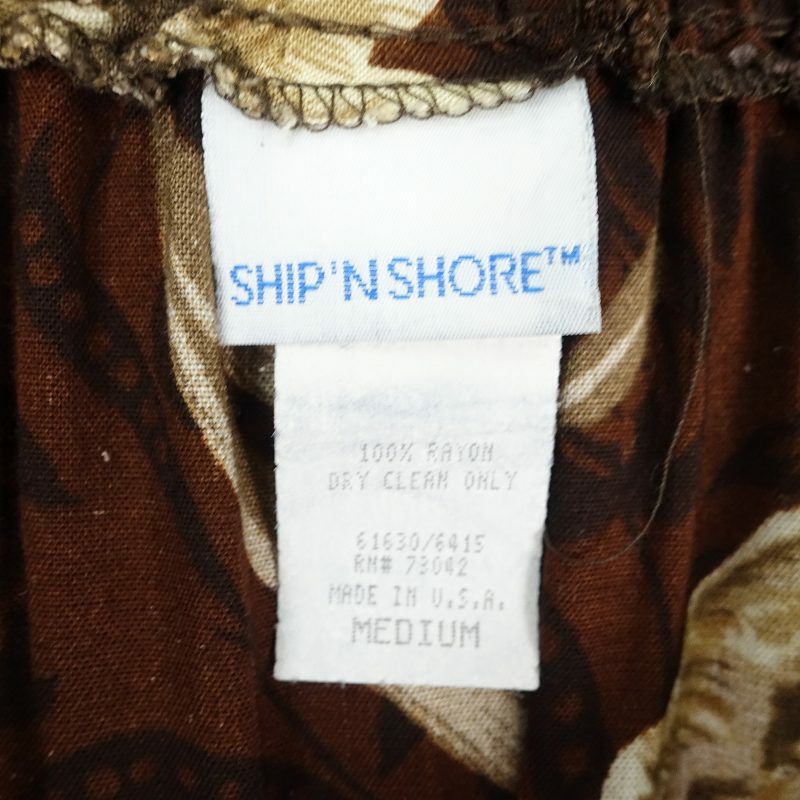 SHIP 'N SHORE™
100% RAYON
DRY CLEAN ONLY
61630/6415
RN# 73042
MADE IN U.S.A.
MEDIUM